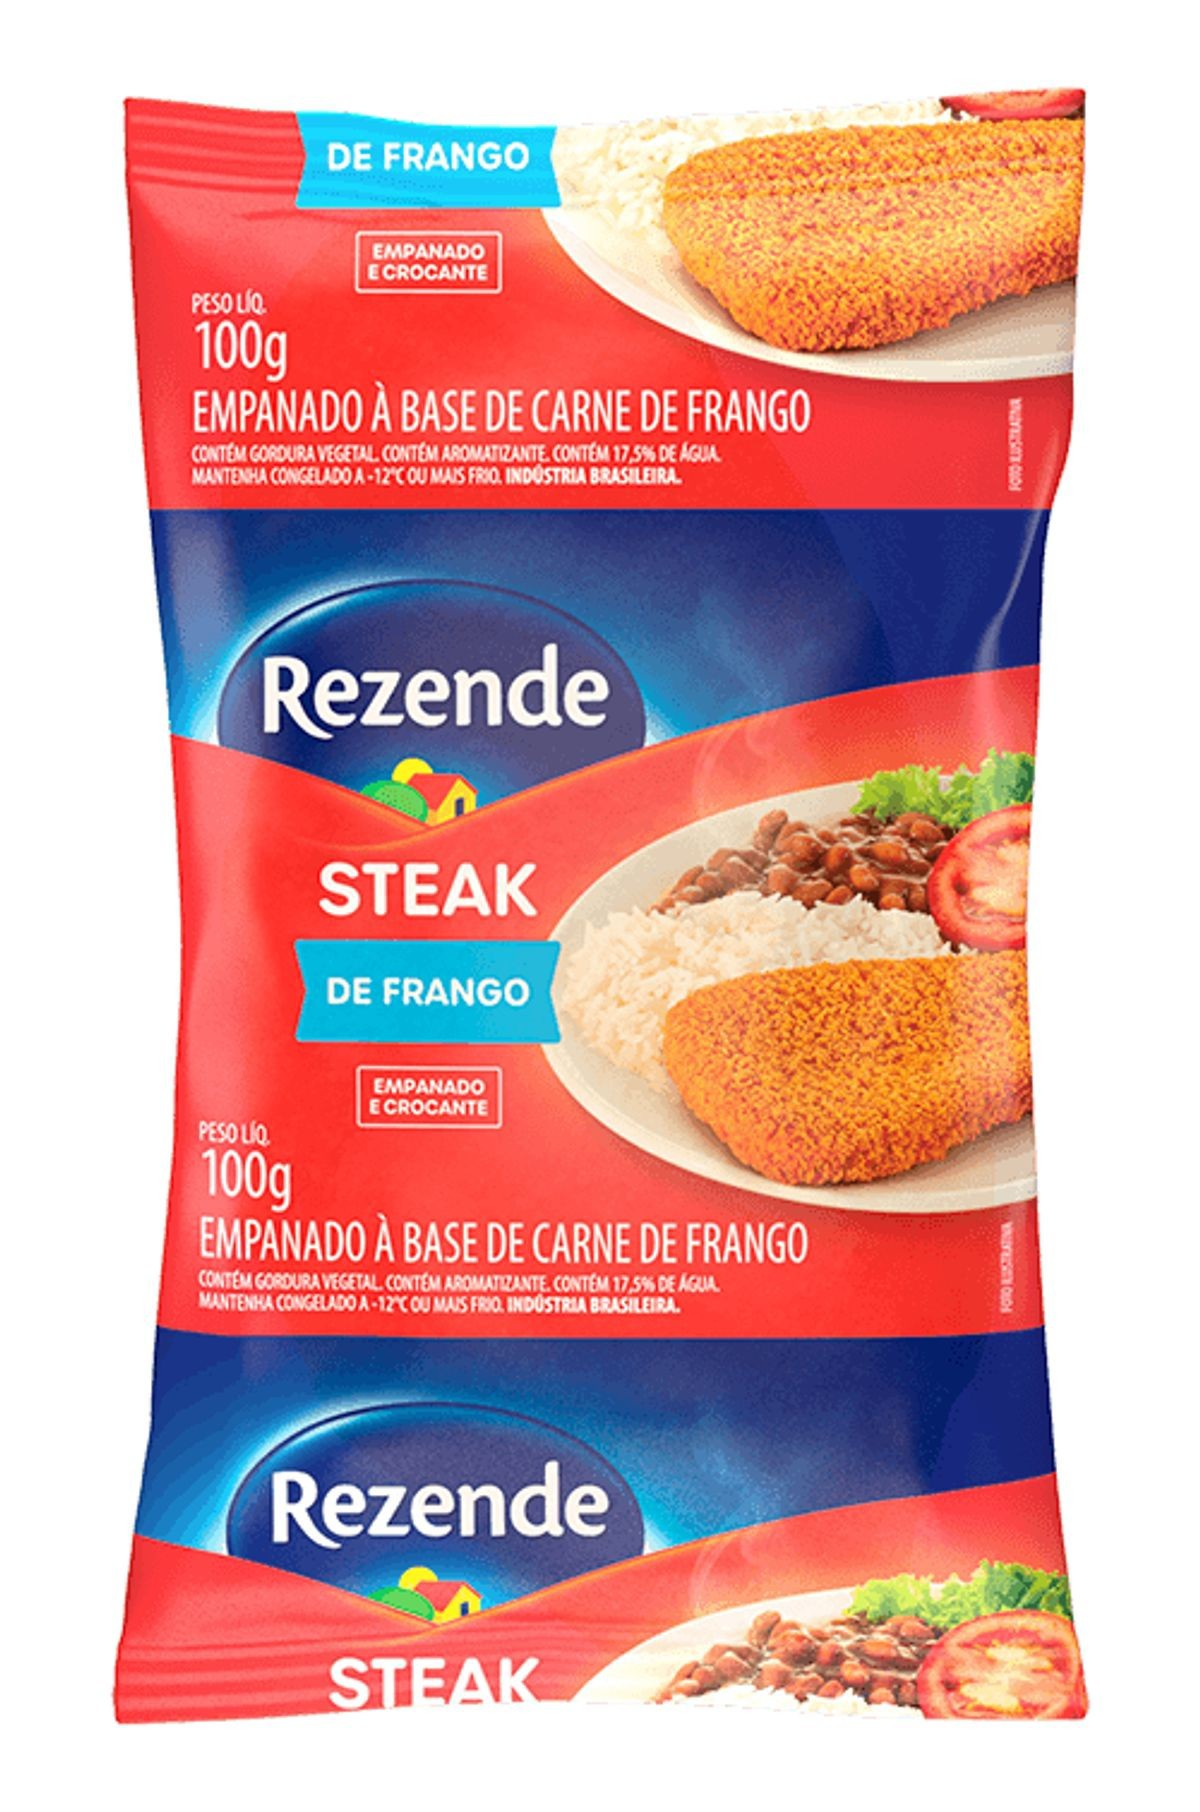 DE FRANGO
EMPANADO
E CROCANTE
PESO LÍQ.
100g
EMPANADO À BASE DE CARNE DE FRANGO
CONTÉM GORDURA VEGETAL. CONTÉM AROMATIZANTE. CONTÉM 17,5% DE ÁGUA.
MANTENHA CONGELADO A -12°C OU MAIS FRIO. INDÚSTRIA BRASILEIRA.
FOTO ILUSTRATIVA
Rezende
STEAK
DE FRANGO
EMPANADO
E CROCANTE
PESO LÍQ.
100g
EMPANADO À BASE DE CARNE DE FRANGO
CONTÉM GORDURA VEGETAL. CONTÉM AROMATIZANTE. CONTÉM 17,5% DE ÁGUA.
MANTENHA CONGELADO A -12°C OU MAIS FRIO. INDÚSTRIA BRASILEIRA.
FOTO ILUSTRATIVA
Rezende
STEAK